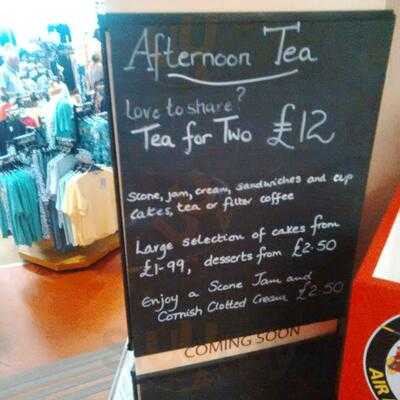 Afternoon Tea
Love to share?
Tea for Two £12
Scone, jam, cream, sandwiches and cup
cakes, tea or filter coffee
Large selection of cakes from
£1-99, desserts from £2.50
Enjoy a Scone Jam and
Cornish Clotted Cream £2.50
COMING SOON
AIR